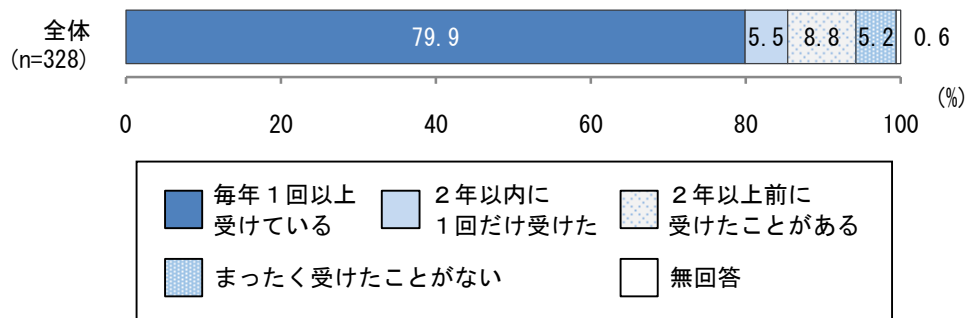 全体
(n=328)
79.9
5.5
8.8
5.2
0.6
(%)
0 20 40 60 80 100
毎年１回以上
受けている
２年以内に
１回だけ受けた
２年以上前に
受けたことがある
まったく受けたことがない
無回答